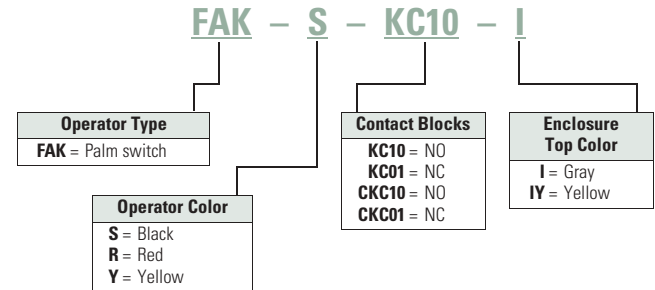 FAK – S – KC10 – I
Operator Type
FAK = Palm switch
Operator Color
S = Black
R = Red
Y = Yellow
Contact Blocks
KC10 = NO
KC01 = NC
CKC10 = NO
CKC01 = NC
Enclosure
Top Color
I = Gray
IY = Yellow